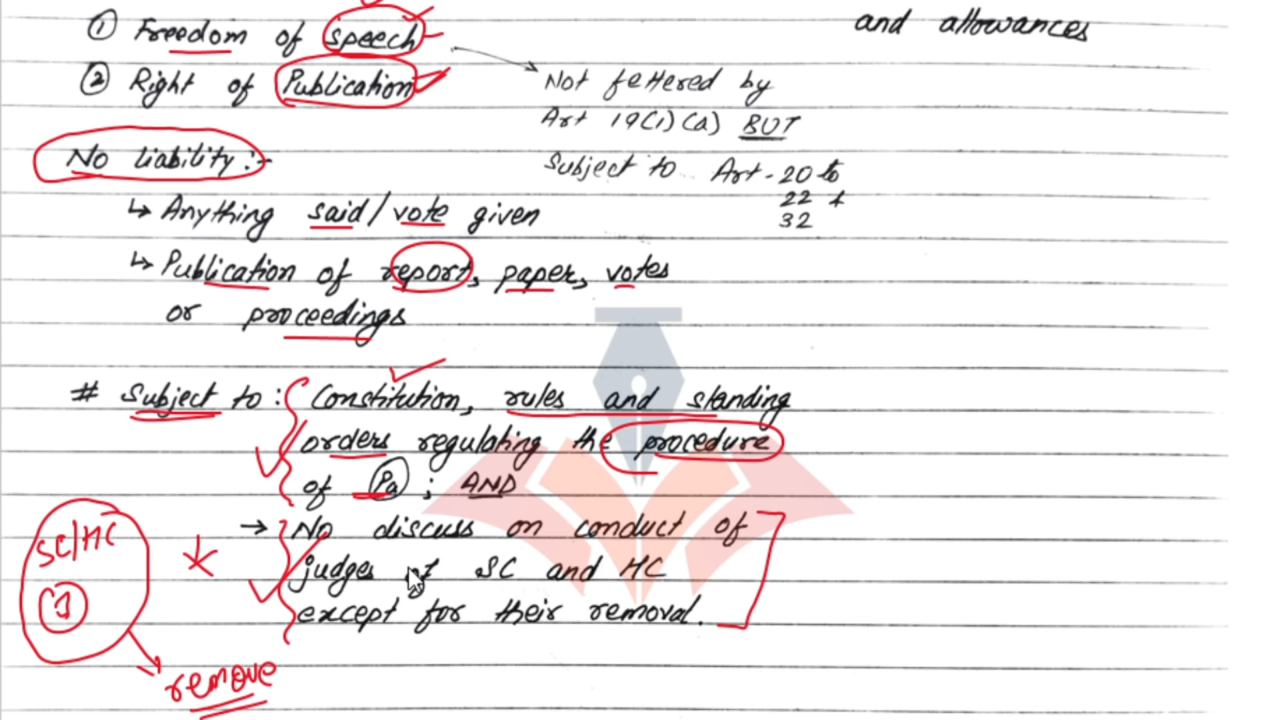 ① Freedom of speech
and allowances
② Right of Publication
Not fettered by
Art 19(1)(a) BUT
Subject to Art-20 to
22 +
32
No liability:-
↳ Anything said/vote given
↳ Publication of report, paper, votes
or proceedings
# Subject to: Constitution, rules and standing
orders regulating the procedure
of Pa ; AND
→ No discuss on conduct of
judges of SC and HC
except for their removal.
SC/HC
(J)
remove